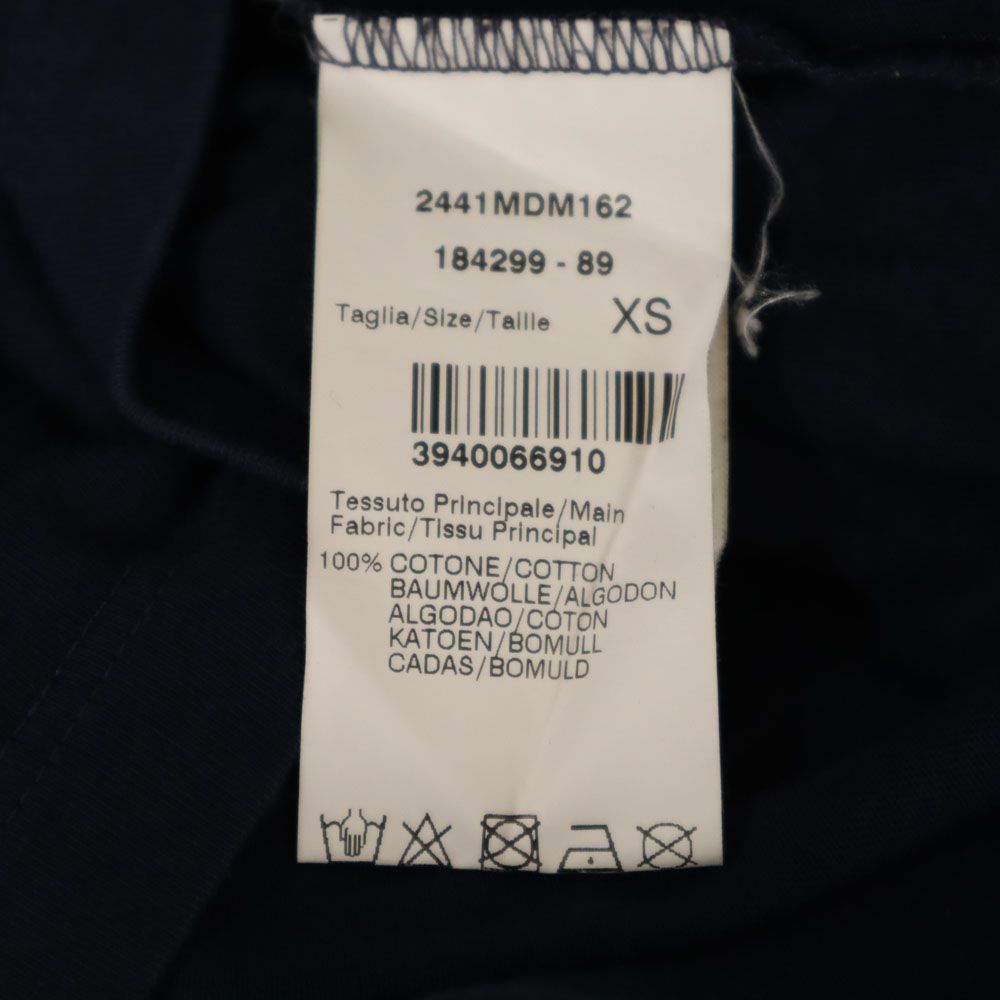 2441MDM162
184299 - 89
Taglia/Size/Taille XS
3940066910
Tessuto Principale/Main
Fabric/Tissu Principal
100% COTONE/COTTON
BAUMWOLLE/ALGODON
ALGODAO/COTON
KATOEN/BOMULL
CADAS/BOMULD